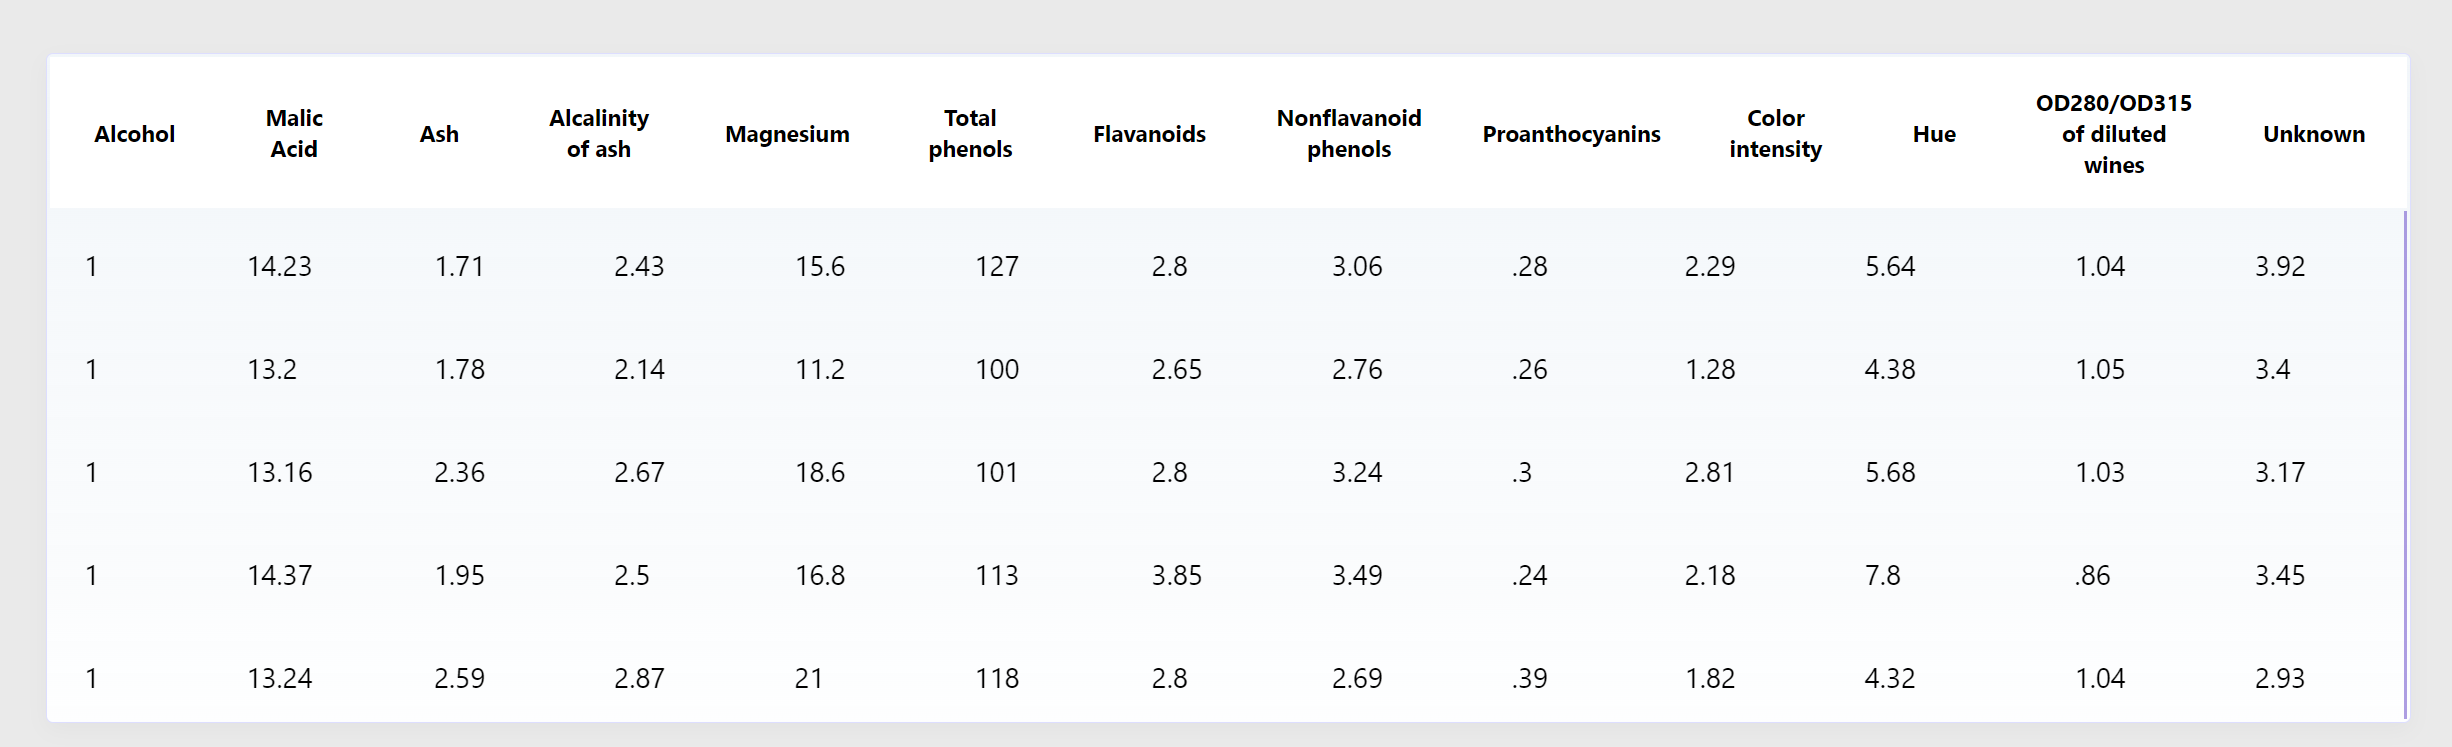 Alcohol Malic Acid Ash Alcalinity of ash Magnesium Total phenols Flavanoids Nonflavanoid phenols Proanthocyanins Color intensity Hue OD280/OD315 of diluted wines Unknown
1 14.23 1.71 2.43 15.6 127 2.8 3.06 .28 2.29 5.64 1.04 3.92
1 13.2 1.78 2.14 11.2 100 2.65 2.76 .26 1.28 4.38 1.05 3.4
1 13.16 2.36 2.67 18.6 101 2.8 3.24 .3 2.81 5.68 1.03 3.17
1 14.37 1.95 2.5 16.8 113 3.85 3.49 .24 2.18 7.8 .86 3.45
1 13.24 2.59 2.87 21 118 2.8 2.69 .39 1.82 4.32 1.04 2.93